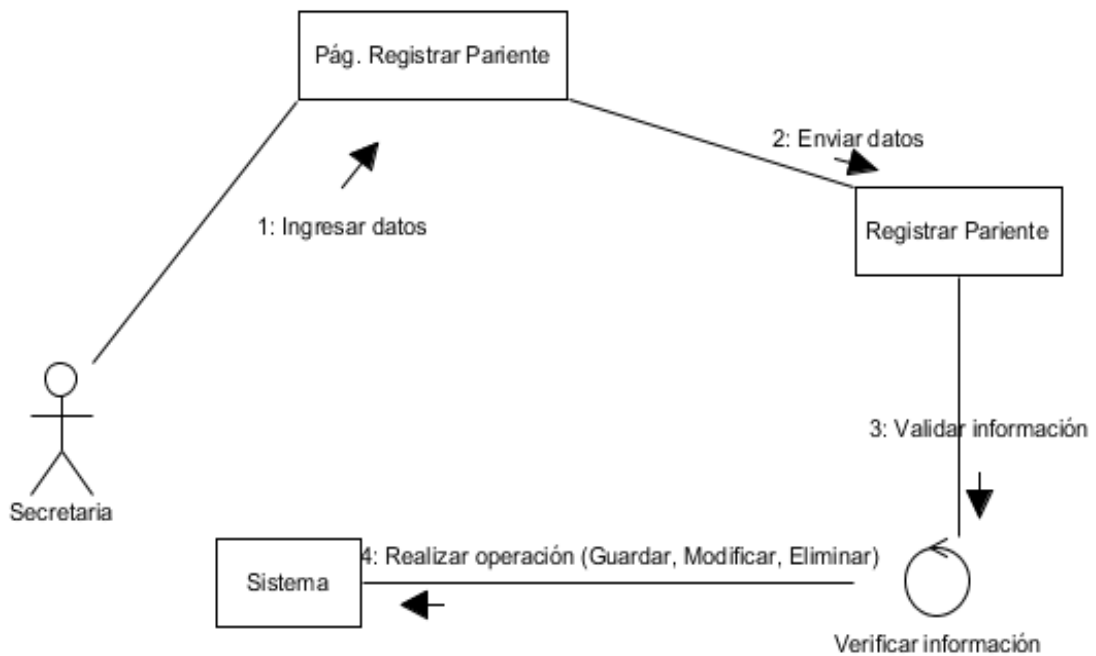 Pág. Registrar Pariente
2: Enviar datos
1: Ingresar datos
Registrar Pariente
3: Validar información
Secretaria
4: Realizar operación (Guardar, Modificar, Eliminar)
Sistema
Verificar información